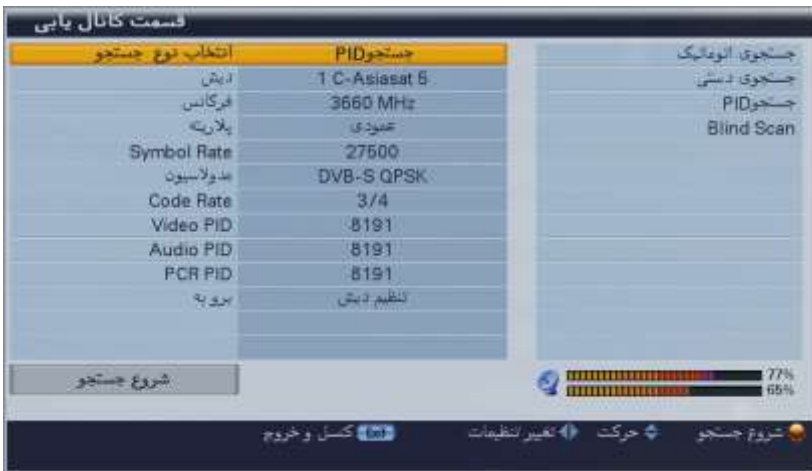 قسمت کانال یابی
انتخاب نوع جستجو جستجوPID
دیش 1 C-Asiasat 5
فرکانس 3660 MHz
پلاریته عمودی
Symbol Rate 27500
مدولاسیون DVB-S QPSK
Code Rate 3/4
Video PID 8191
Audio PID 8191
PCR PID 8191
برو به تنظیم دیش
جستجوی اتوماتیک
جستجوی دستی
جستجوPID
Blind Scan
شروع جستجو
77%
65%
شروع جستجو حرکت تغییر تنظیمات Exit کنسل و خروج